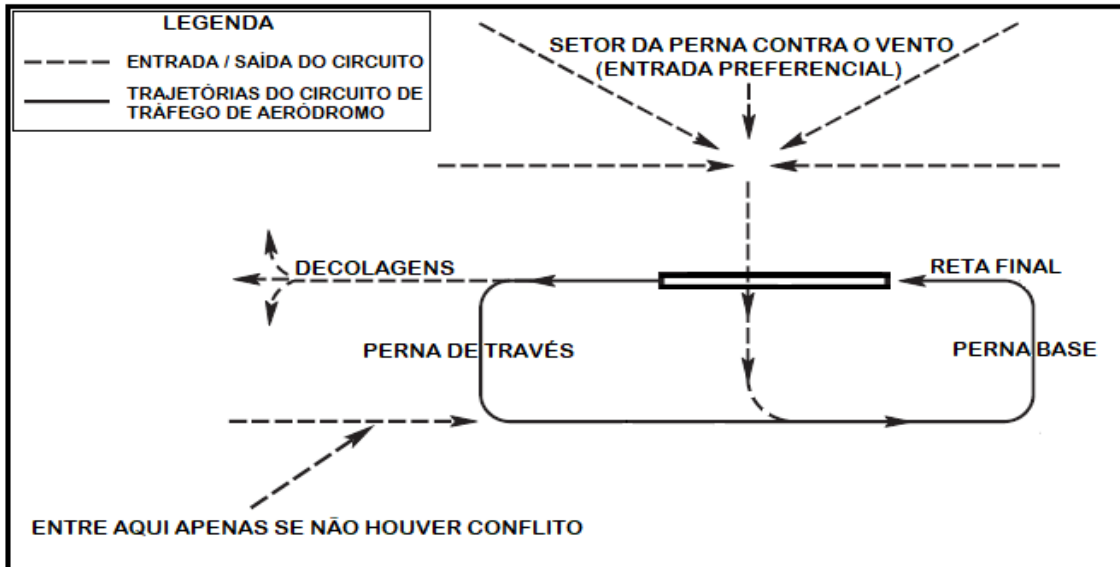 LEGENDA
ENTRADA / SAÍDA DO CIRCUITO
TRAJETÓRIAS DO CIRCUITO DE
TRÁFEGO DE AERÓDROMO
SETOR DA PERNA CONTRA O VENTO
(ENTRADA PREFERENCIAL)
DECOLAGENS
RETA FINAL
PERNA DE TRAVÉS
PERNA BASE
ENTRE AQUI APENAS SE NÃO HOUVER CONFLITO